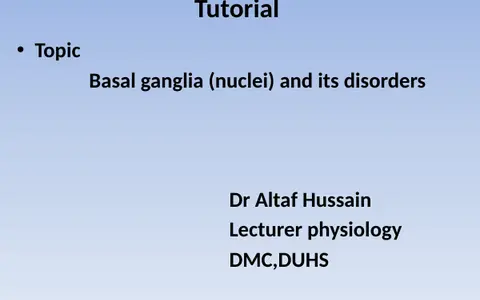 Tutorial
• Topic
Basal ganglia (nuclei) and its disorders
Dr Altaf Hussain
Lecturer physiology
DMC,DUHS